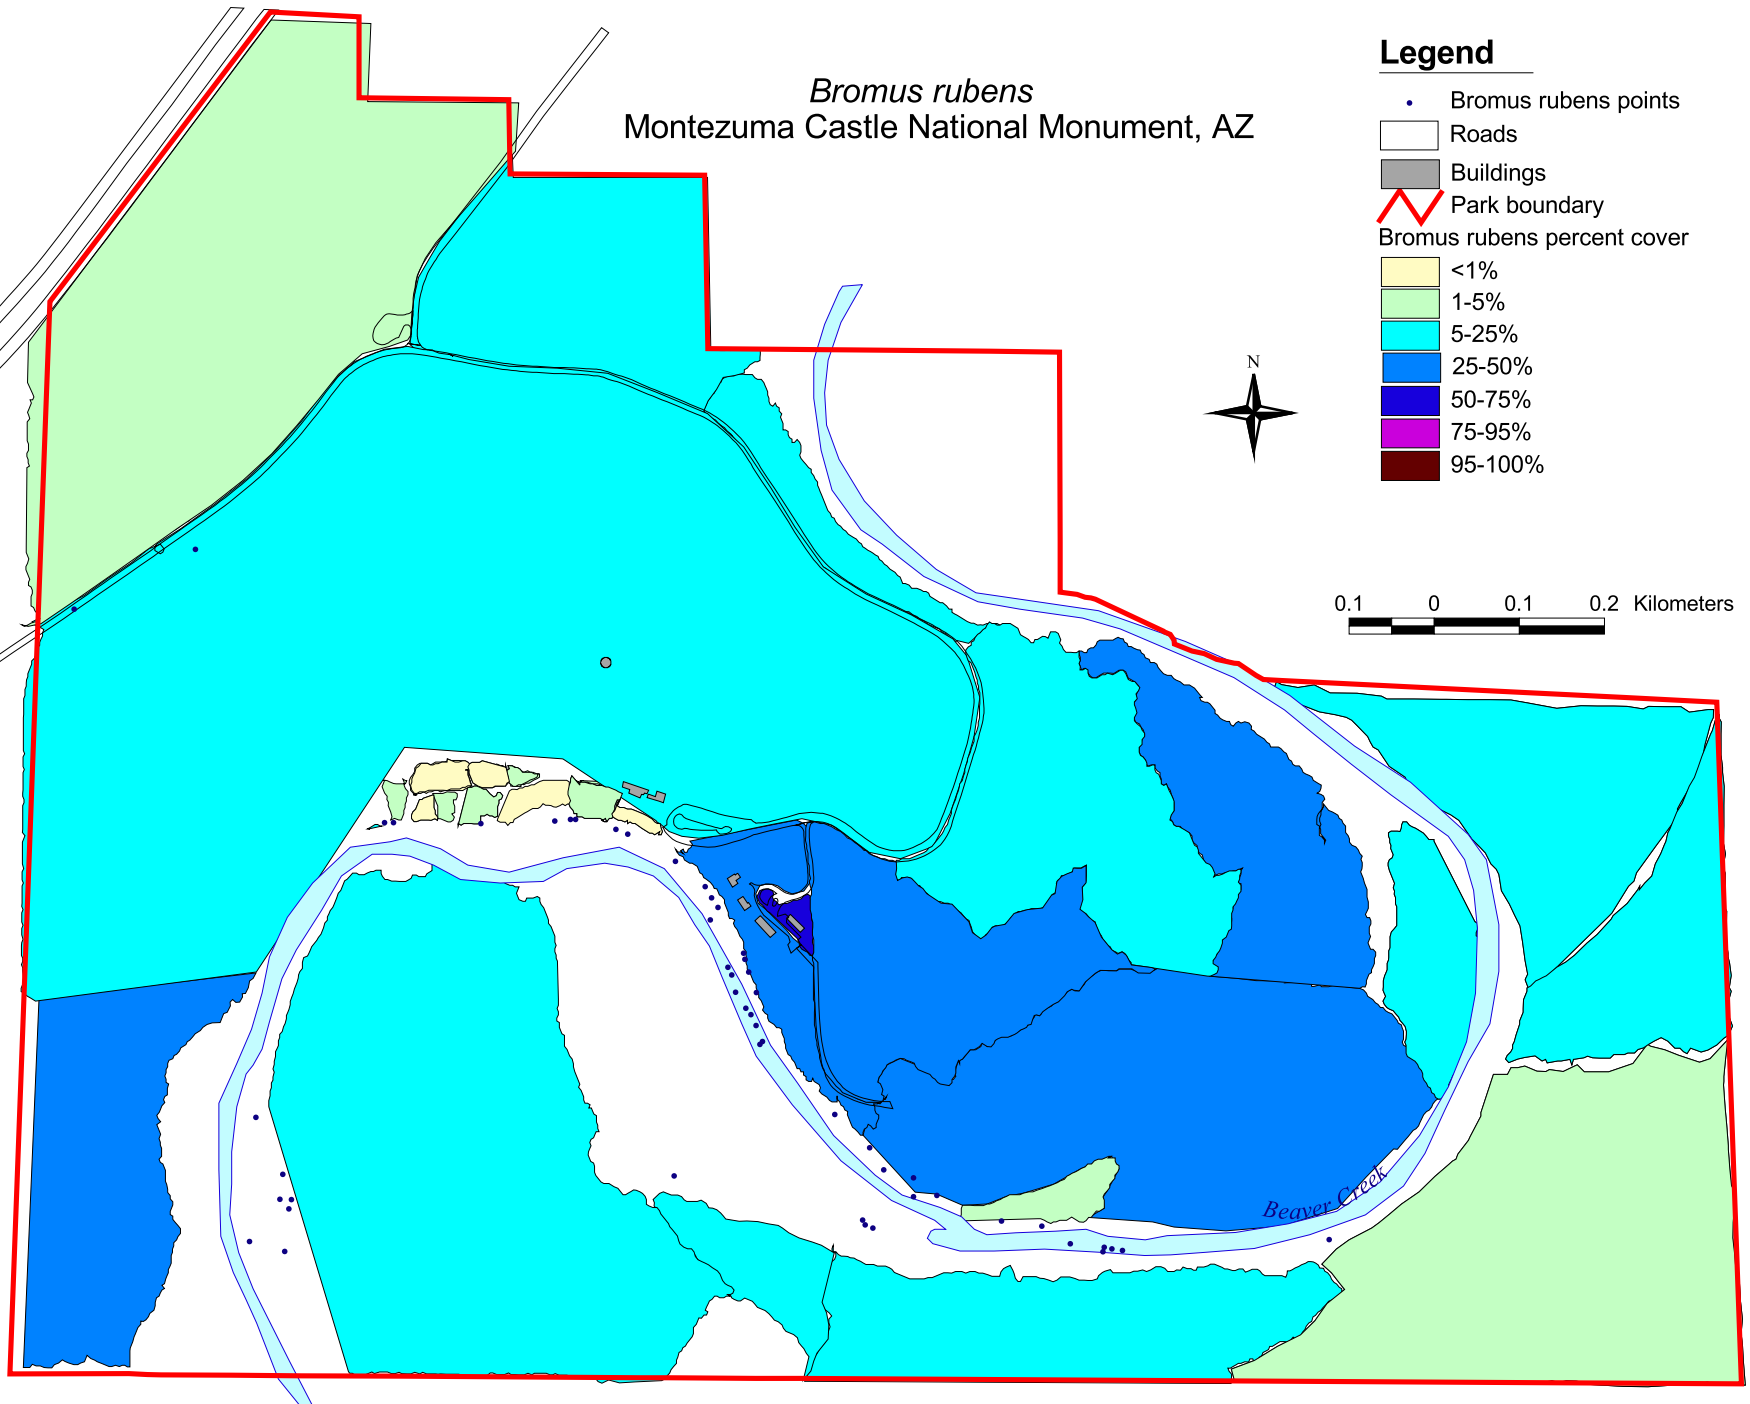 Bromus rubens
Montezuma Castle National Monument, AZ
Legend
Bromus rubens points
Roads
Buildings
Park boundary
Bromus rubens percent cover
<1%
1-5%
5-25%
25-50%
50-75%
75-95%
95-100%
N
0.1 0 0.1 0.2 Kilometers
Beaver Creek